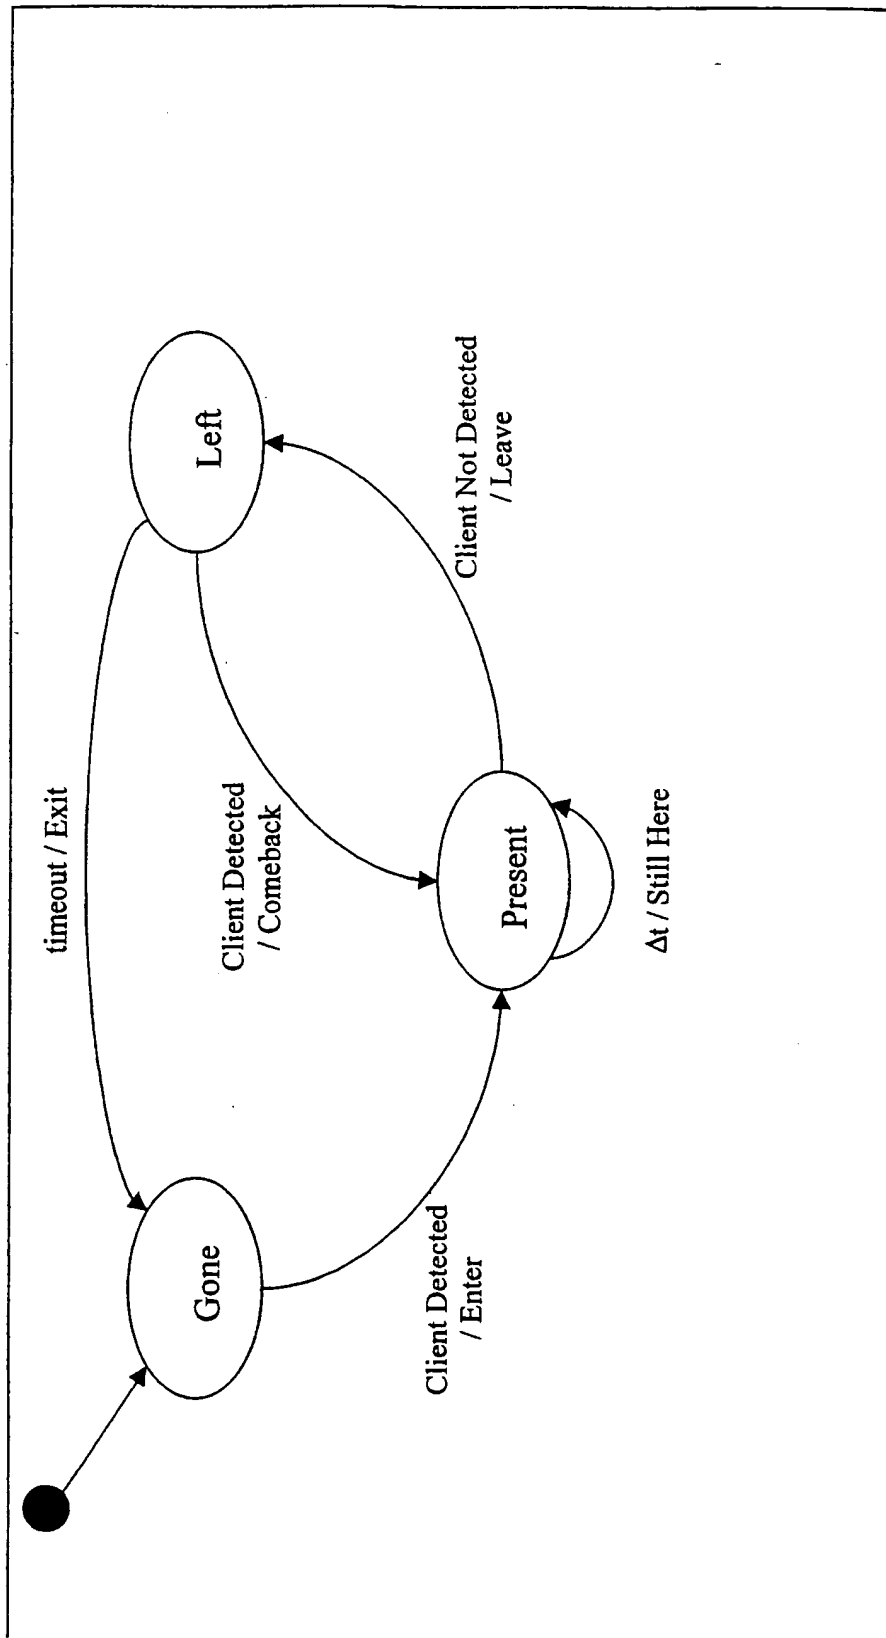 timeout / Exit
Gone
Left
Client Detected
/ Comeback
Client Detected
/ Enter
Present
Client Not Detected
/ Leave
Δt / Still Here